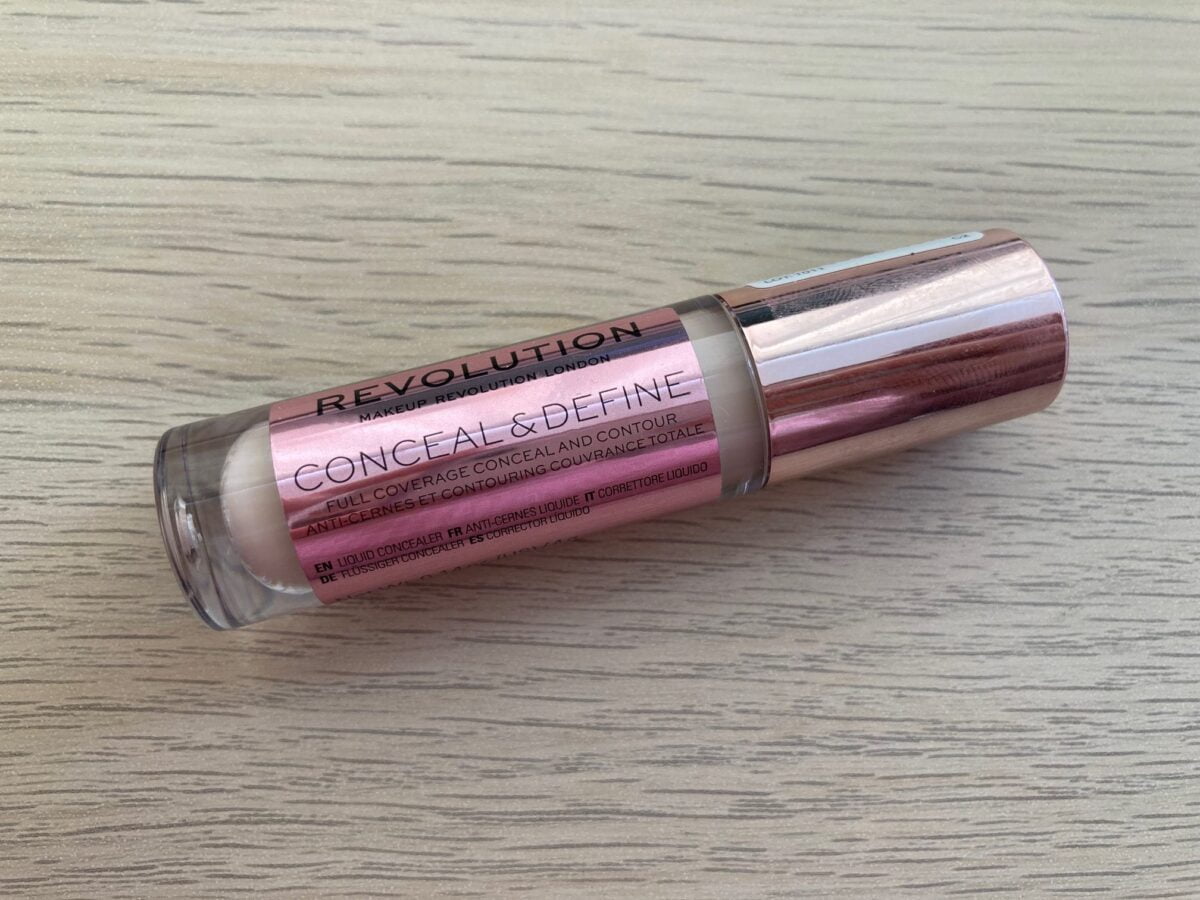 REVOLUTION
MAKEUP REVOLUTION LONDON
CONCEAL & DEFINE
FULL COVERAGE CONCEAL AND CONTOUR
ANTI-CERNES ET CONTOURING COUVRANCE TOTALE
EN LIQUID CONCEALER FR ANTI-CERNES LIQUIDE IT CORRETTORE LIQUIDO
DE FLÜSSIGER CONCEALER ES CORRECTOR LÍQUIDO